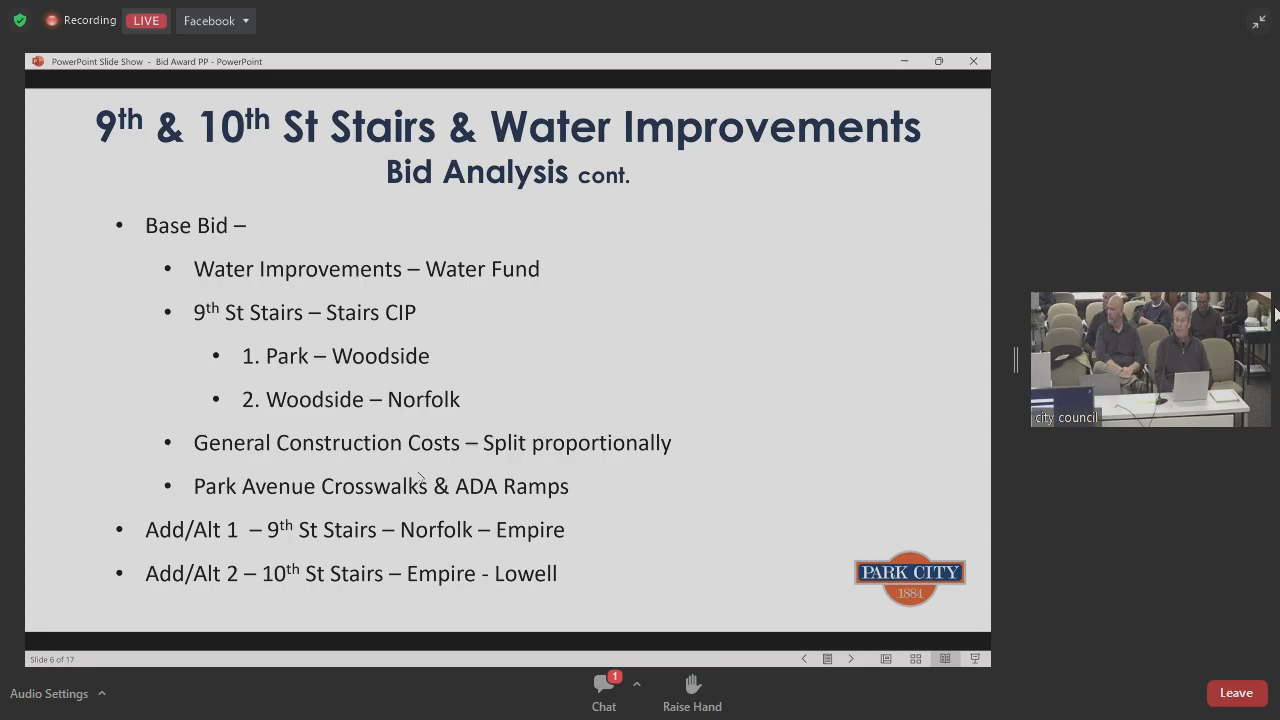 Recording LIVE Facebook
PowerPoint Slide Show - Bid Award PP - PowerPoint
9th & 10th St Stairs & Water Improvements
Bid Analysis cont.
• Base Bid –
• Water Improvements – Water Fund
• 9th St Stairs – Stairs CIP
• 1. Park – Woodside
• 2. Woodside – Norfolk
• General Construction Costs – Split proportionally
• Park Avenue Crosswalks & ADA Ramps
• Add/Alt 1 – 9th St Stairs – Norfolk – Empire
• Add/Alt 2 – 10th St Stairs – Empire - Lowell
PARK CITY
1884
city council
Slide 6 of 17
Audio Settings
1
Chat
Raise Hand
Leave